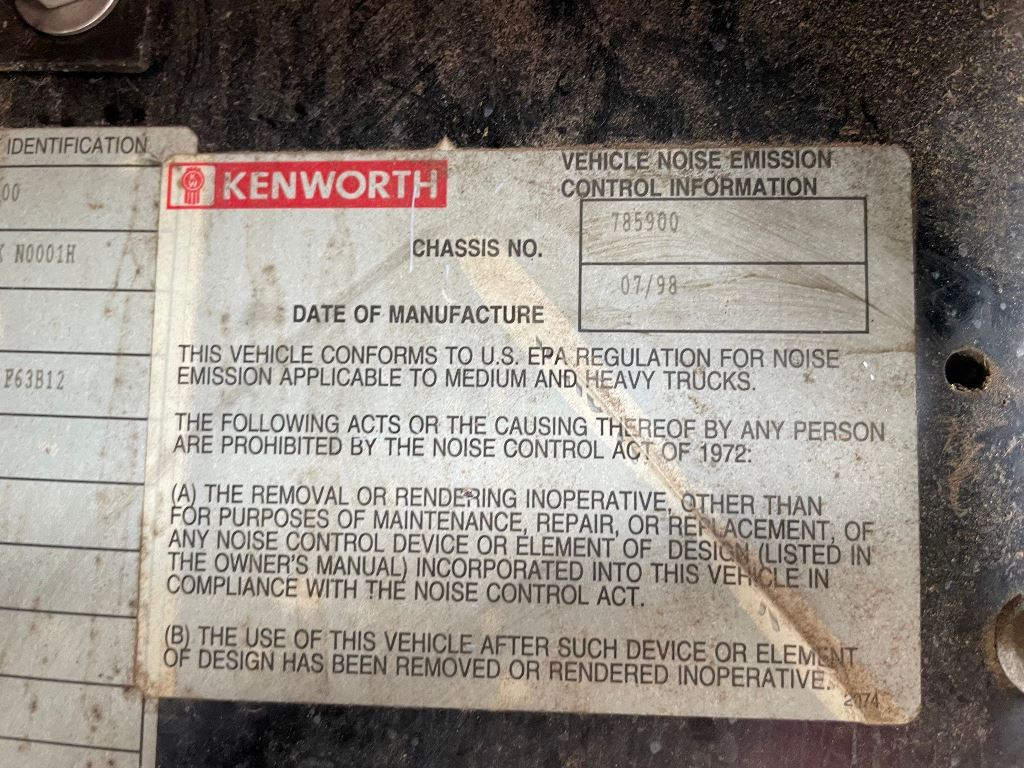 IDENTIFICATION
00
N0001H
F63B12
KENWORTH
VEHICLE NOISE EMISSION
CONTROL INFORMATION
CHASSIS NO.
785900
DATE OF MANUFACTURE
07/98
THIS VEHICLE CONFORMS TO U.S. EPA REGULATION FOR NOISE
EMISSION APPLICABLE TO MEDIUM AND HEAVY TRUCKS.
THE FOLLOWING ACTS OR THE CAUSING THEREOF BY ANY PERSON
ARE PROHIBITED BY THE NOISE CONTROL ACT OF 1972:
(A) THE REMOVAL OR RENDERING INOPERATIVE, OTHER THAN
FOR PURPOSES OF MAINTENANCE, REPAIR, OR REPLACEMENT, OF
ANY NOISE CONTROL DEVICE OR ELEMENT OF DESIGN (LISTED IN
THE OWNER'S MANUAL) INCORPORATED INTO THIS VEHICLE IN
COMPLIANCE WITH THE NOISE CONTROL ACT.
(B) THE USE OF THIS VEHICLE AFTER SUCH DEVICE OR ELEMENT
OF DESIGN HAS BEEN REMOVED OR RENDERED INOPERATIVE.
2074